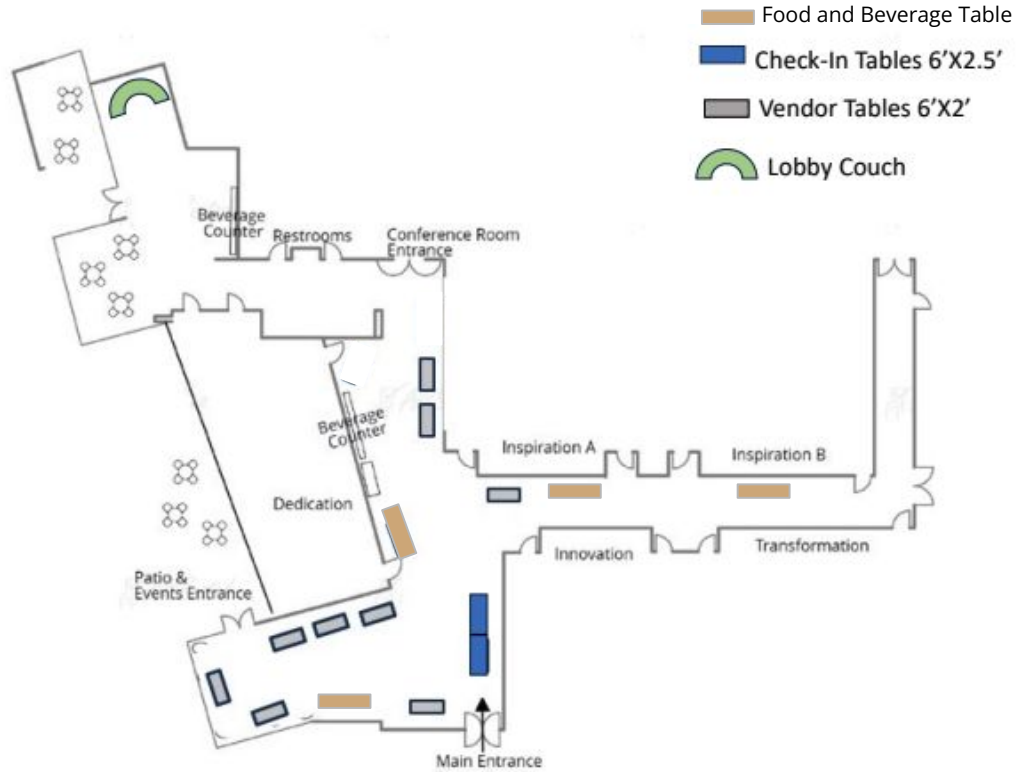 Food and Beverage Table
Check-In Tables 6’X2.5’
Vendor Tables 6’X2’
Lobby Couch
Beverage
Counter
Restrooms
Conference Room
Entrance
Beverage
Counter
Inspiration A
Inspiration B
Dedication
Innovation
Transformation
Patio &
Events Entrance
Main Entrance